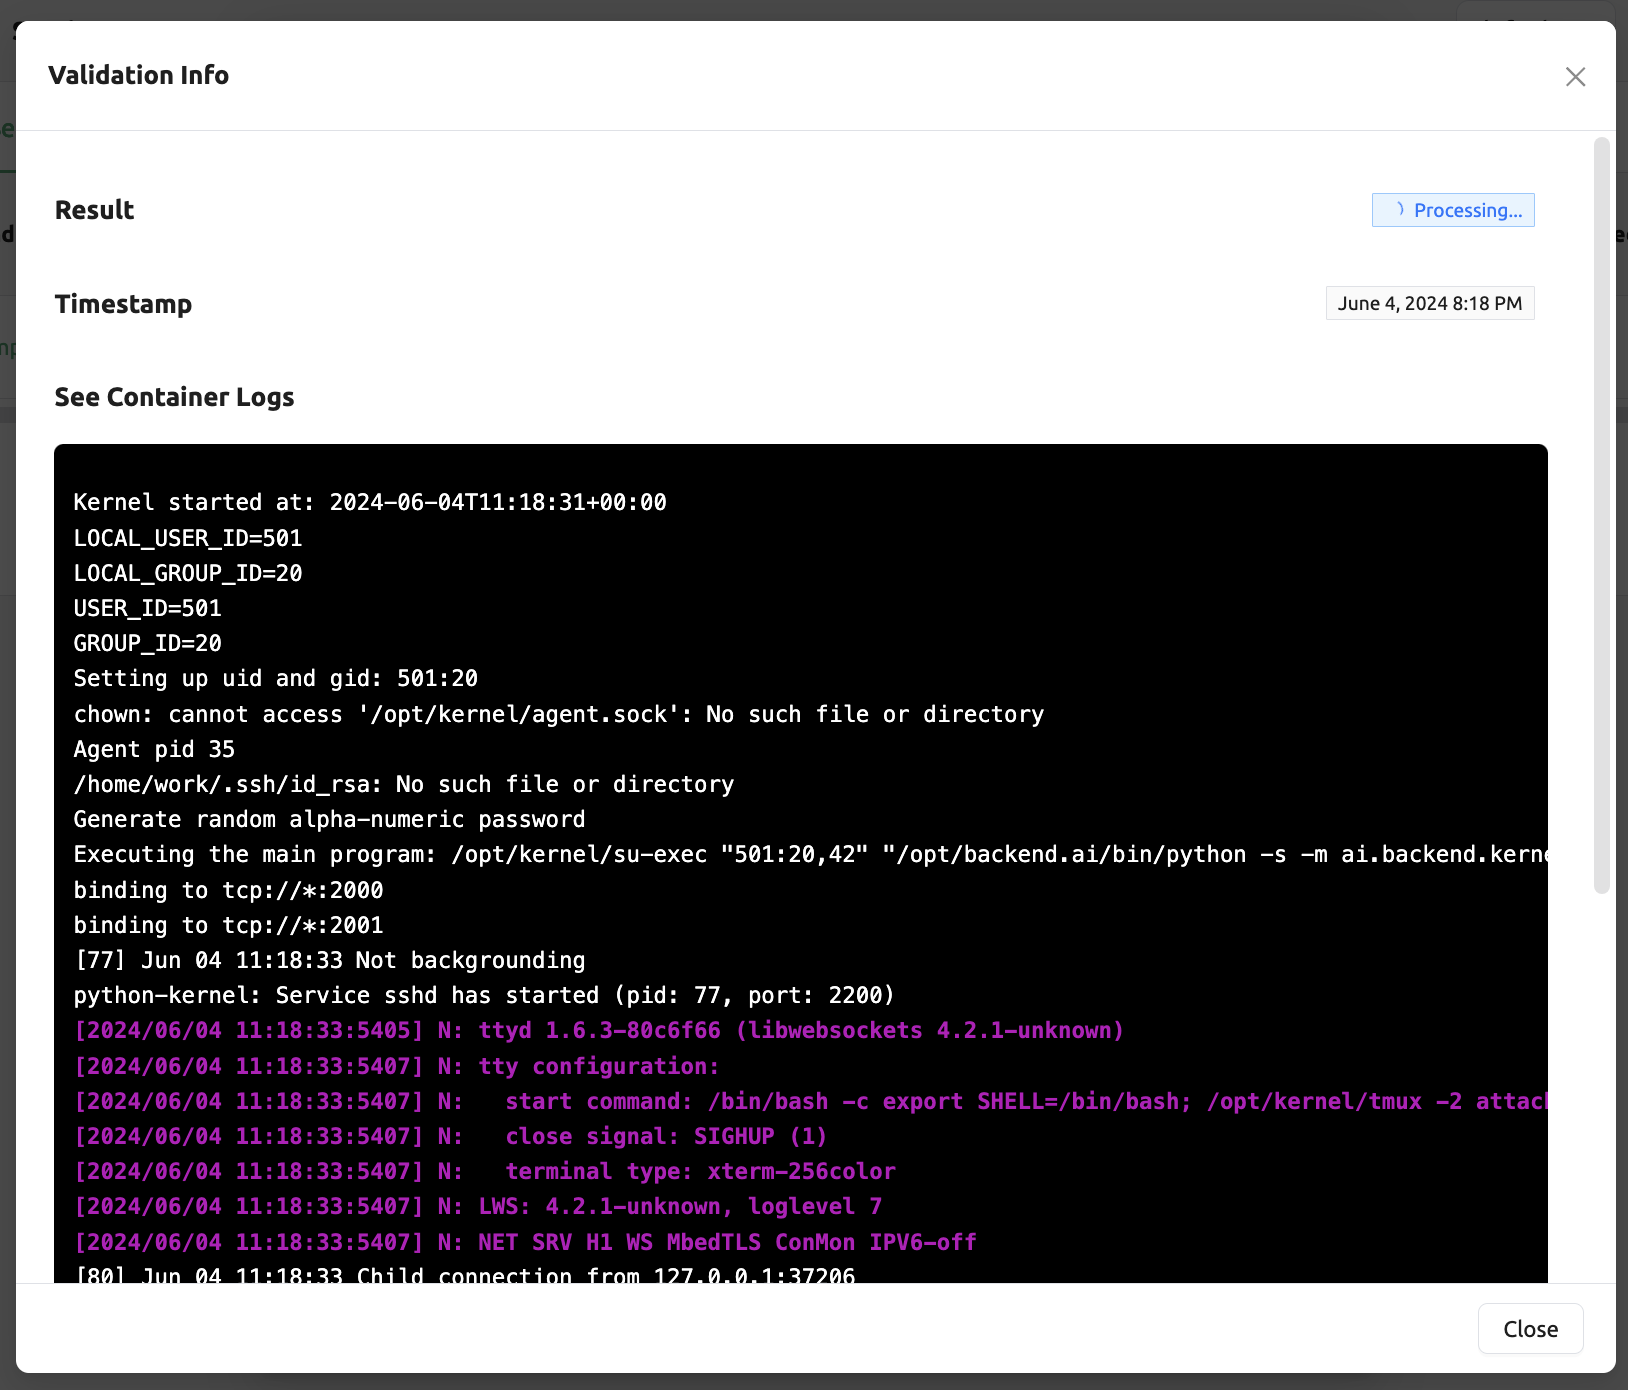 Validation Info
Result
Processing...
Timestamp
June 4, 2024 8:18 PM
See Container Logs
Kernel started at: 2024-06-04T11:18:31+00:00
LOCAL_USER_ID=501
LOCAL_GROUP_ID=20
USER_ID=501
GROUP_ID=20
Setting up uid and gid: 501:20
chown: cannot access '/opt/kernel/agent.sock': No such file or directory
Agent pid 35
/home/work/.ssh/id_rsa: No such file or directory
Generate random alpha-numeric password
Executing the main program: /opt/kernel/su-exec "501:20,42" "/opt/backend.ai/bin/python -s -m ai.backend.kerne
binding to tcp://*:2000
binding to tcp://*:2001
[77] Jun 04 11:18:33 Not backgrounding
python-kernel: Service sshd has started (pid: 77, port: 2200)
[2024/06/04 11:18:33:5405] N: ttyd 1.6.3-80c6f66 (libwebsockets 4.2.1-unknown)
[2024/06/04 11:18:33:5407] N: tty configuration:
[2024/06/04 11:18:33:5407] N:   start command: /bin/bash -c export SHELL=/bin/bash; /opt/kernel/tmux -2 attach
[2024/06/04 11:18:33:5407] N:   close signal: SIGHUP (1)
[2024/06/04 11:18:33:5407] N:   terminal type: xterm-256color
[2024/06/04 11:18:33:5407] N: LWS: 4.2.1-unknown, loglevel 7
[2024/06/04 11:18:33:5407] N: NET SRV H1 WS MbedTLS ConMon IPV6-off
[80] Jun 04 11:18:33 Child connection from 127.0.0.1:37206
Close